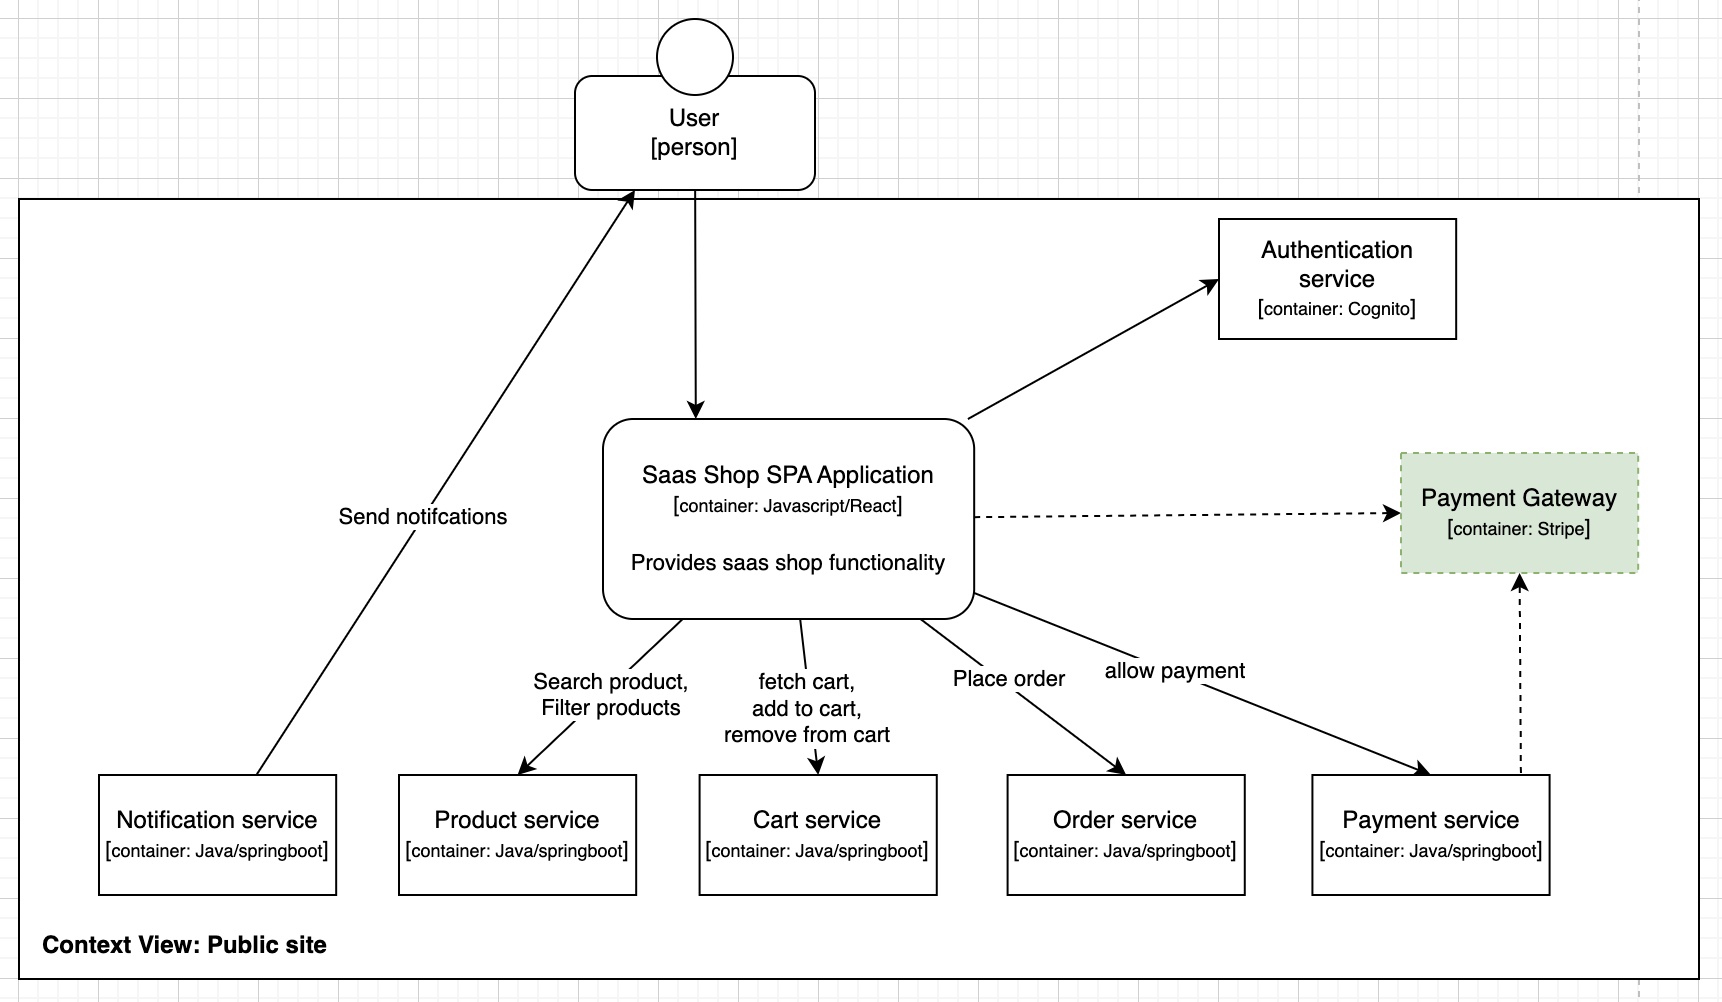 User
[person]
Authentication
service
[container: Cognito]
Saas Shop SPA Application
[container: Javascript/React]
Provides saas shop functionality
Payment Gateway
[container: Stripe]
Send notifcations
Search product,
Filter products
fetch cart,
add to cart,
remove from cart
Place order
allow payment
Notification service
[container: Java/springboot]
Product service
[container: Java/springboot]
Cart service
[container: Java/springboot]
Order service
[container: Java/springboot]
Payment service
[container: Java/springboot]
Context View: Public site